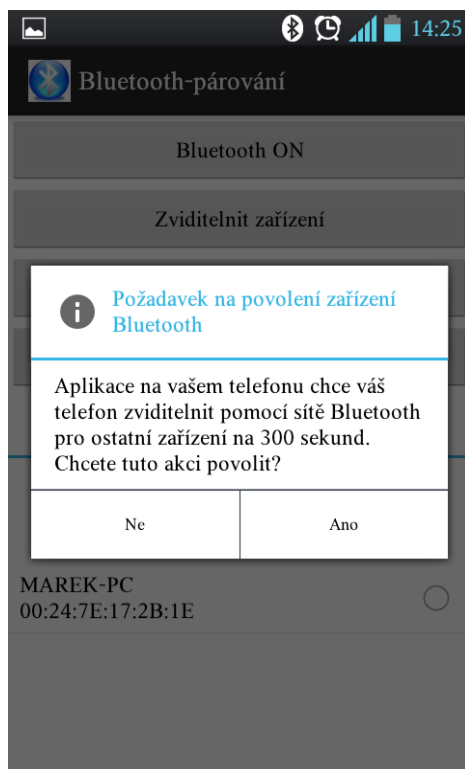 14:25
Bluetooth-párování
Bluetooth ON
Zviditelnit zařízení
Požadavek na povolení zařízení
Bluetooth
Aplikace na vašem telefonu chce váš
telefon zviditelnit pomocí sítě Bluetooth
pro ostatní zařízení na 300 sekund.
Chcete tuto akci povolit?
Ne
Ano
MAREK-PC
00:24:7E:17:2B:1E